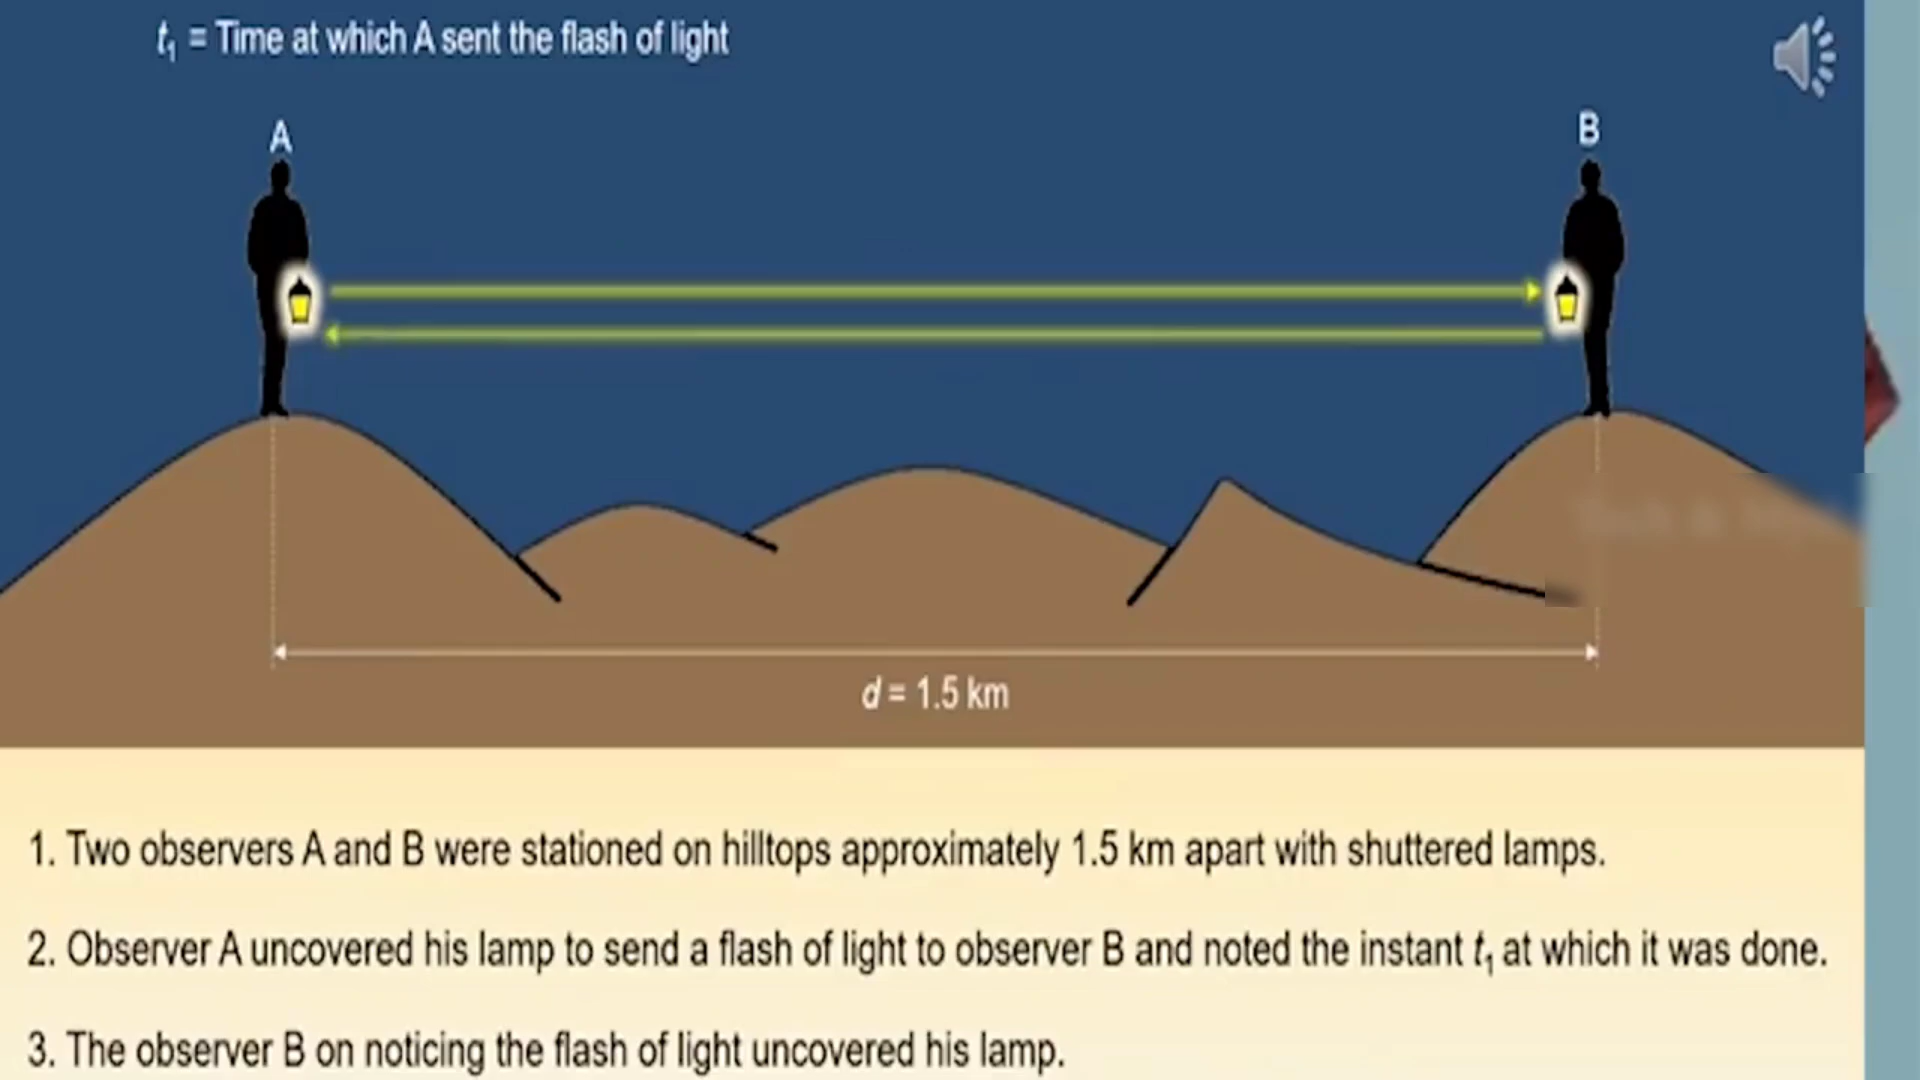 t₁ = Time at which A sent the flash of light
A
B
d = 1.5 km
1. Two observers A and B were stationed on hilltops approximately 1.5 km apart with shuttered lamps.
2. Observer A uncovered his lamp to send a flash of light to observer B and noted the instant t₁ at which it was done.
3. The observer B on noticing the flash of light uncovered his lamp.